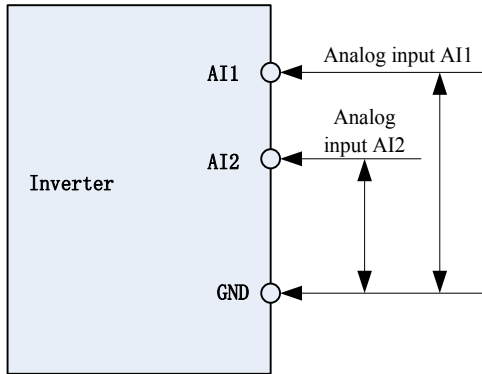 Analog input AI1
AI1
Analog
input AI2
AI2
Inverter
GND